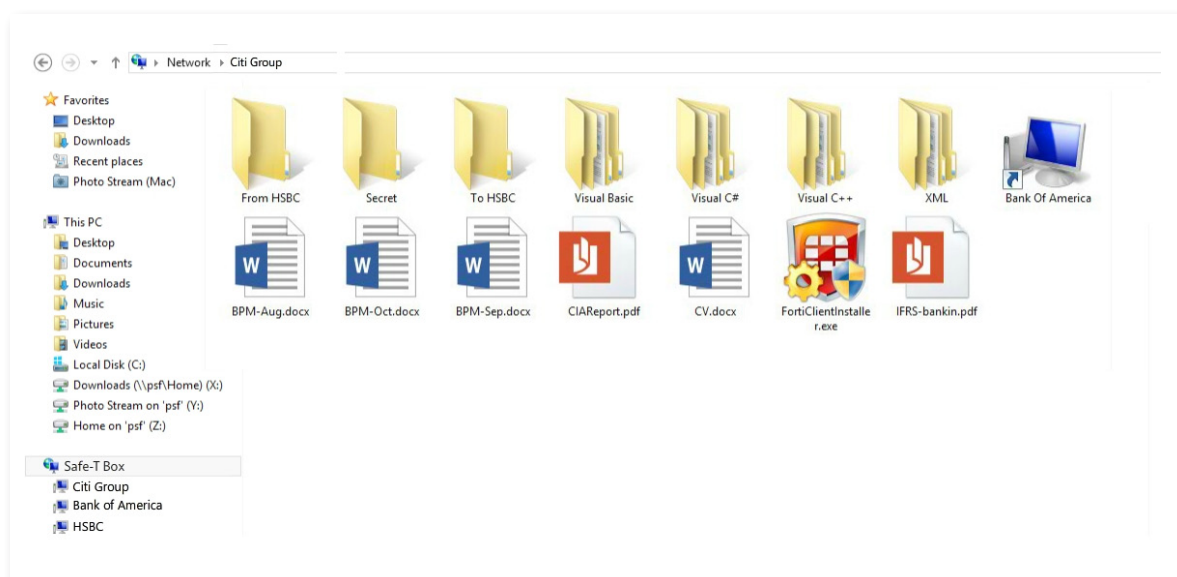 Network Citi Group
Favorites
Desktop
Downloads
Recent places
Photo Stream (Mac)
This PC
Desktop
Documents
Downloads
Music
Pictures
Videos
Local Disk (C:)
Downloads (\\psf\Home) (X:)
Photo Stream on 'psf' (Y:)
Home on 'psf' (Z:)
Safe-T Box
Citi Group
Bank of America
HSBC
From HSBC
Secret
To HSBC
Visual Basic
Visual C#
Visual C++
XML
Bank Of America
BPM-Aug.docx
BPM-Oct.docx
BPM-Sep.docx
CIAReport.pdf
CV.docx
FortiClientInstalle
r.exe
IFRS-bankin.pdf